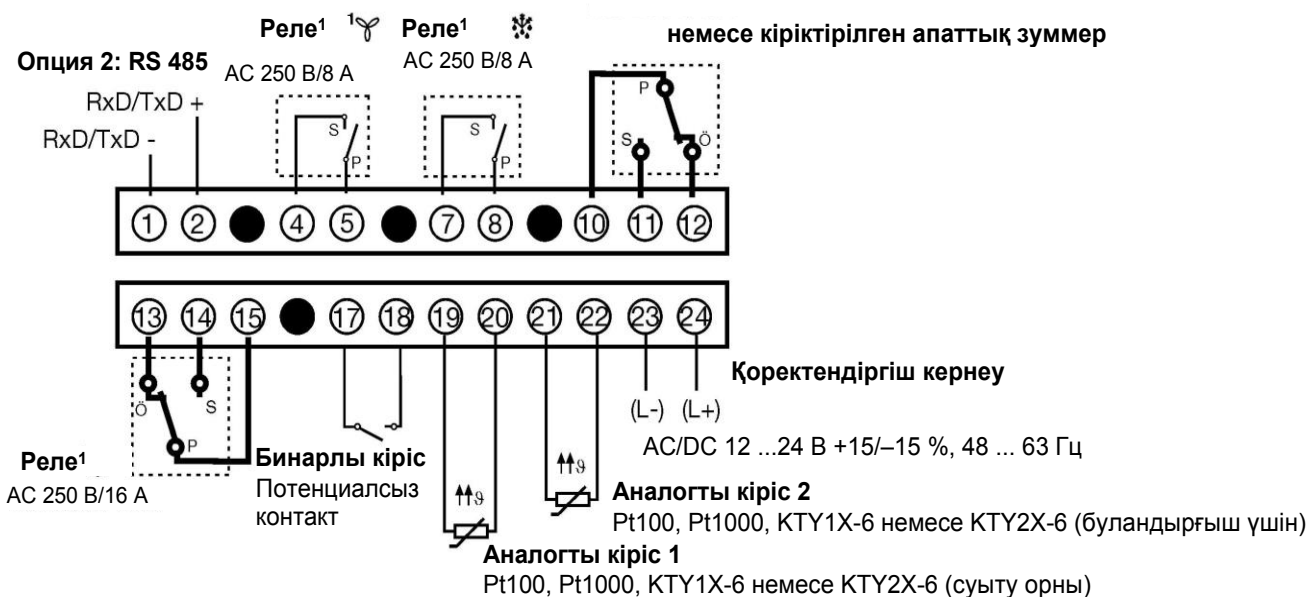 Реле¹ 1
Реле¹
немесе кіріктірілген апаттық зуммер
Опция 2: RS 485
AC 250 В/8 А
AC 250 В/8 А
RxD/TxD +
RxD/TxD -
S P
S P
P S Ö
1 2 4 5 7 8 10 11 12
13 14 15 17 18 19 20 21 22 23 24
Ö S P
Қоректендіргіш кернеу
(L-) (L+)
AC/DC 12 ...24 В +15/–15 %, 48 ... 63 Гц
Реле¹
AC 250 В/16 А
Бинарлы кіріс
Потенциалсыз
контакт
ϑ
ϑ
Аналогты кіріс 2
Pt100, Pt1000, KTY1X-6 немесе KTY2X-6 (буландырғыш үшін)
Аналогты кіріс 1
Pt100, Pt1000, KTY1X-6 немесе KTY2X-6 (суыту орны)